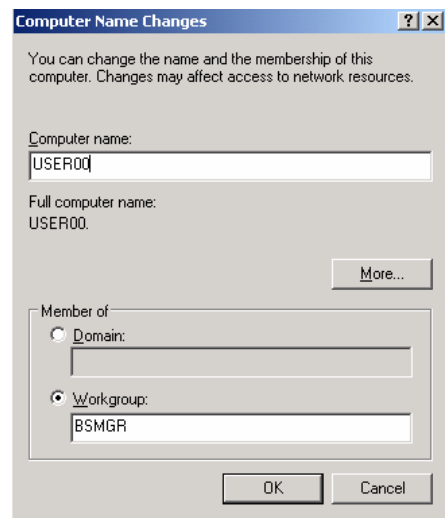 Computer Name Changes
You can change the name and the membership of this
computer. Changes may affect access to network resources.
Computer name:
USER00
Full computer name:
USER00.
More...
Member of
Domain:
Workgroup:
BSMGR
OK Cancel